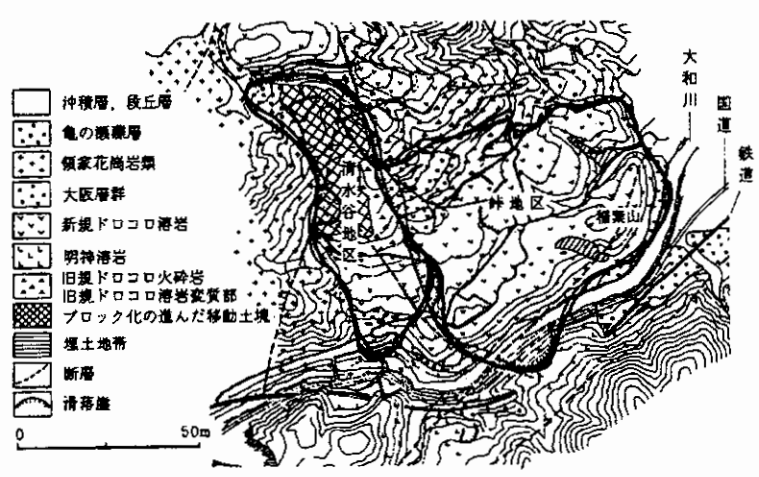 沖積層，段丘層
亀の瀬礫層
領家花崗岩類
大阪層群
新規ドロコロ溶岩
明神溶岩
旧規ドロコロ火砕岩
旧規ドロコロ溶岩変質部
ブロック化の進んだ移動土塊
埋土地帯
断層
滑落崖
0 50m
清水谷地区
峠地区
稲葉山
大和川
国道
鉄道